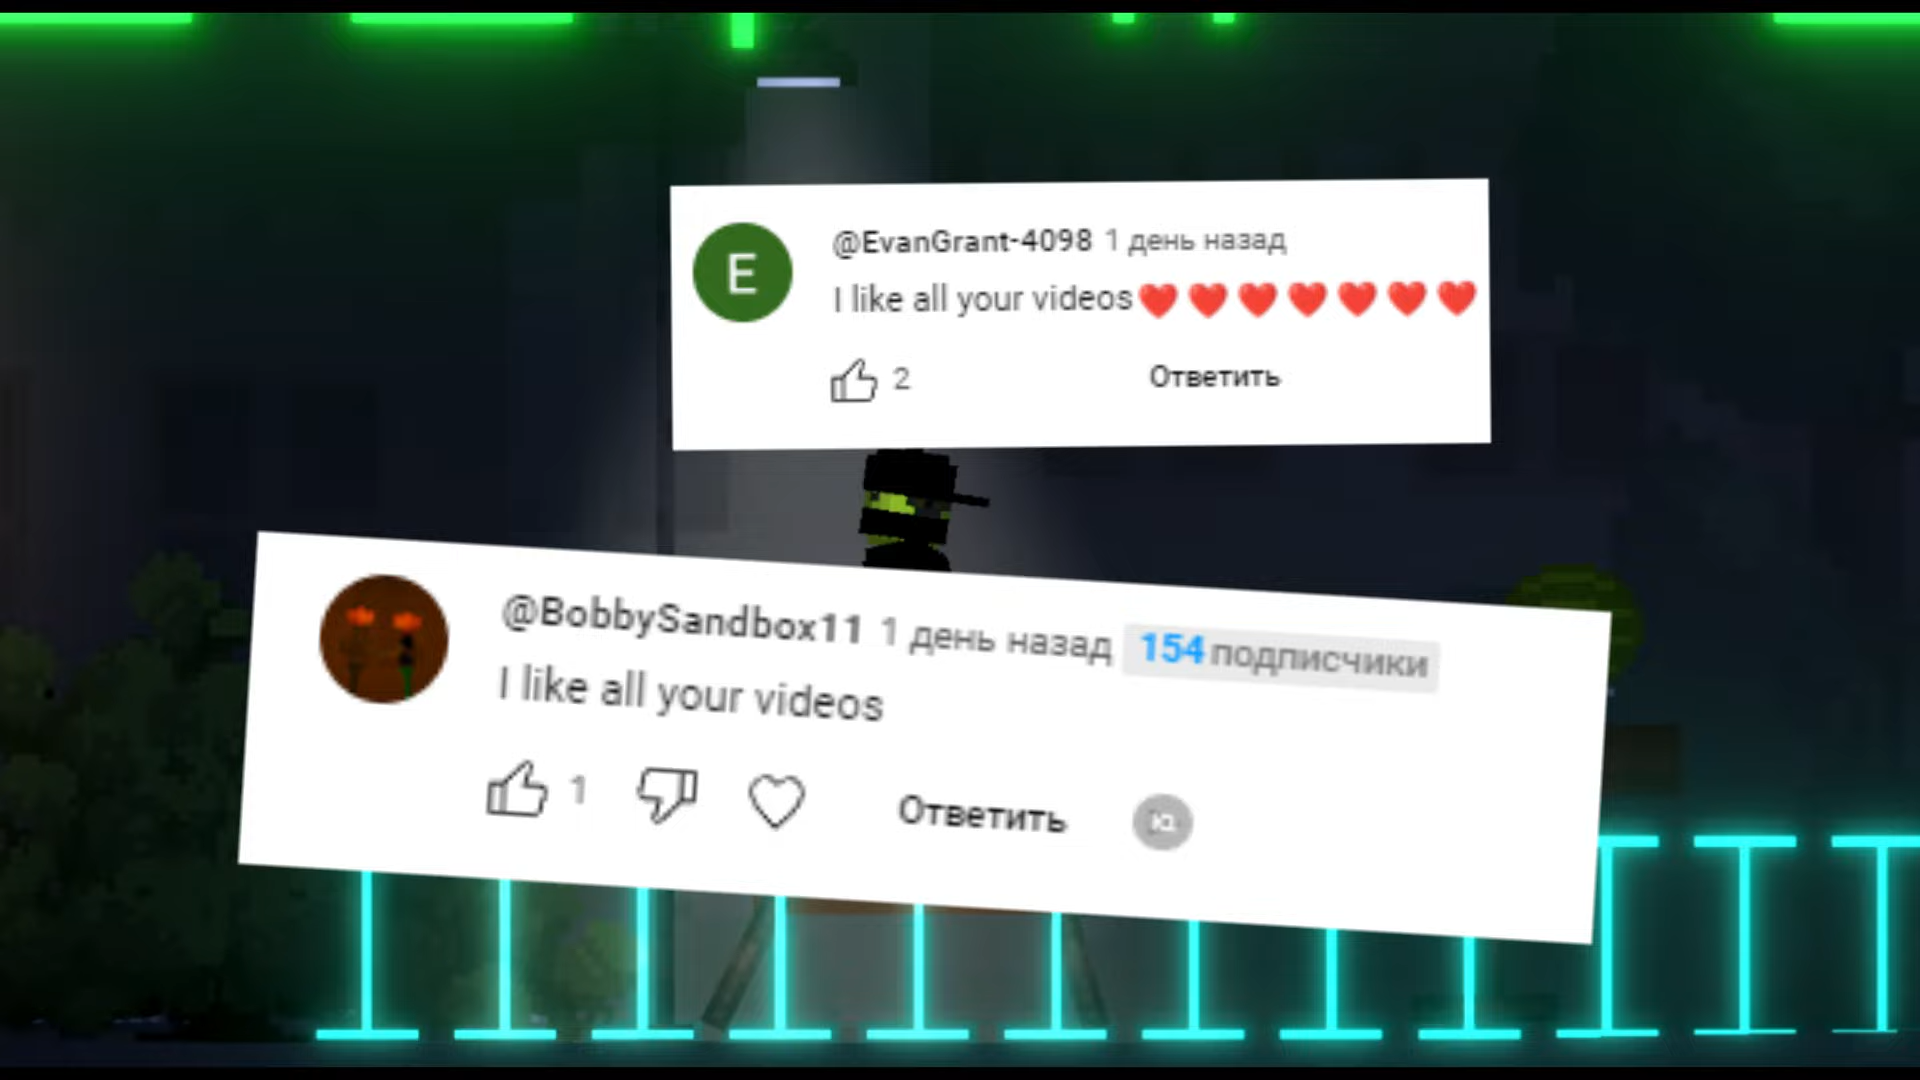 E
@EvanGrant-4098 1 день назад
I like all your videos❤️❤️❤️❤️❤️❤️❤️
2 Ответить
@BobbySandbox11 1 день назад 154 подписчики
I like all your videos
1 Ответить